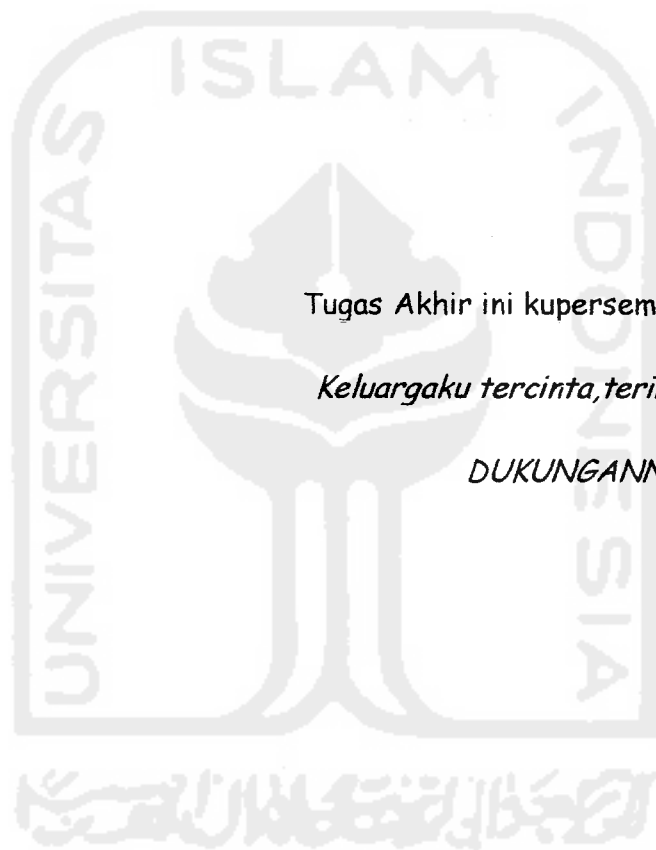 ISLAM
UNIVERSITAS
INDONESIA
Tugas Akhir ini kupersem
Keluargaku tercinta,teri
DUKUNGANN